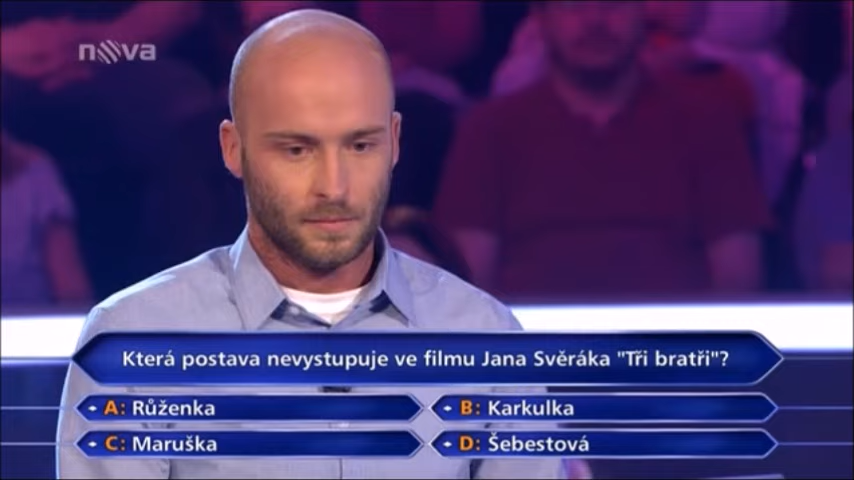 nova
Která postava nevystupuje ve filmu Jana Svěráka "Tři bratři"?
A: Růženka
B: Karkulka
C: Maruška
D: Šebestová